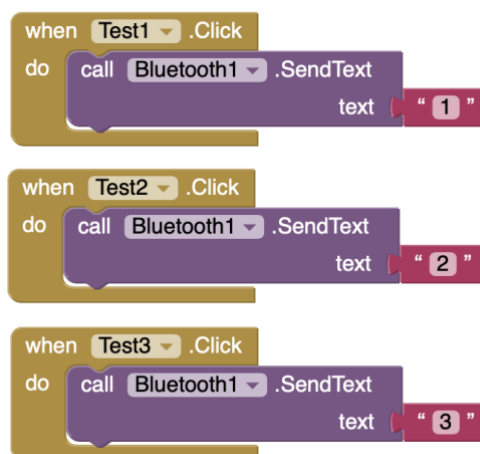 when Test1 .Click
do call Bluetooth1 .SendText
text “ 1 ”
when Test2 .Click
do call Bluetooth1 .SendText
text “ 2 ”
when Test3 .Click
do call Bluetooth1 .SendText
text “ 3 ”